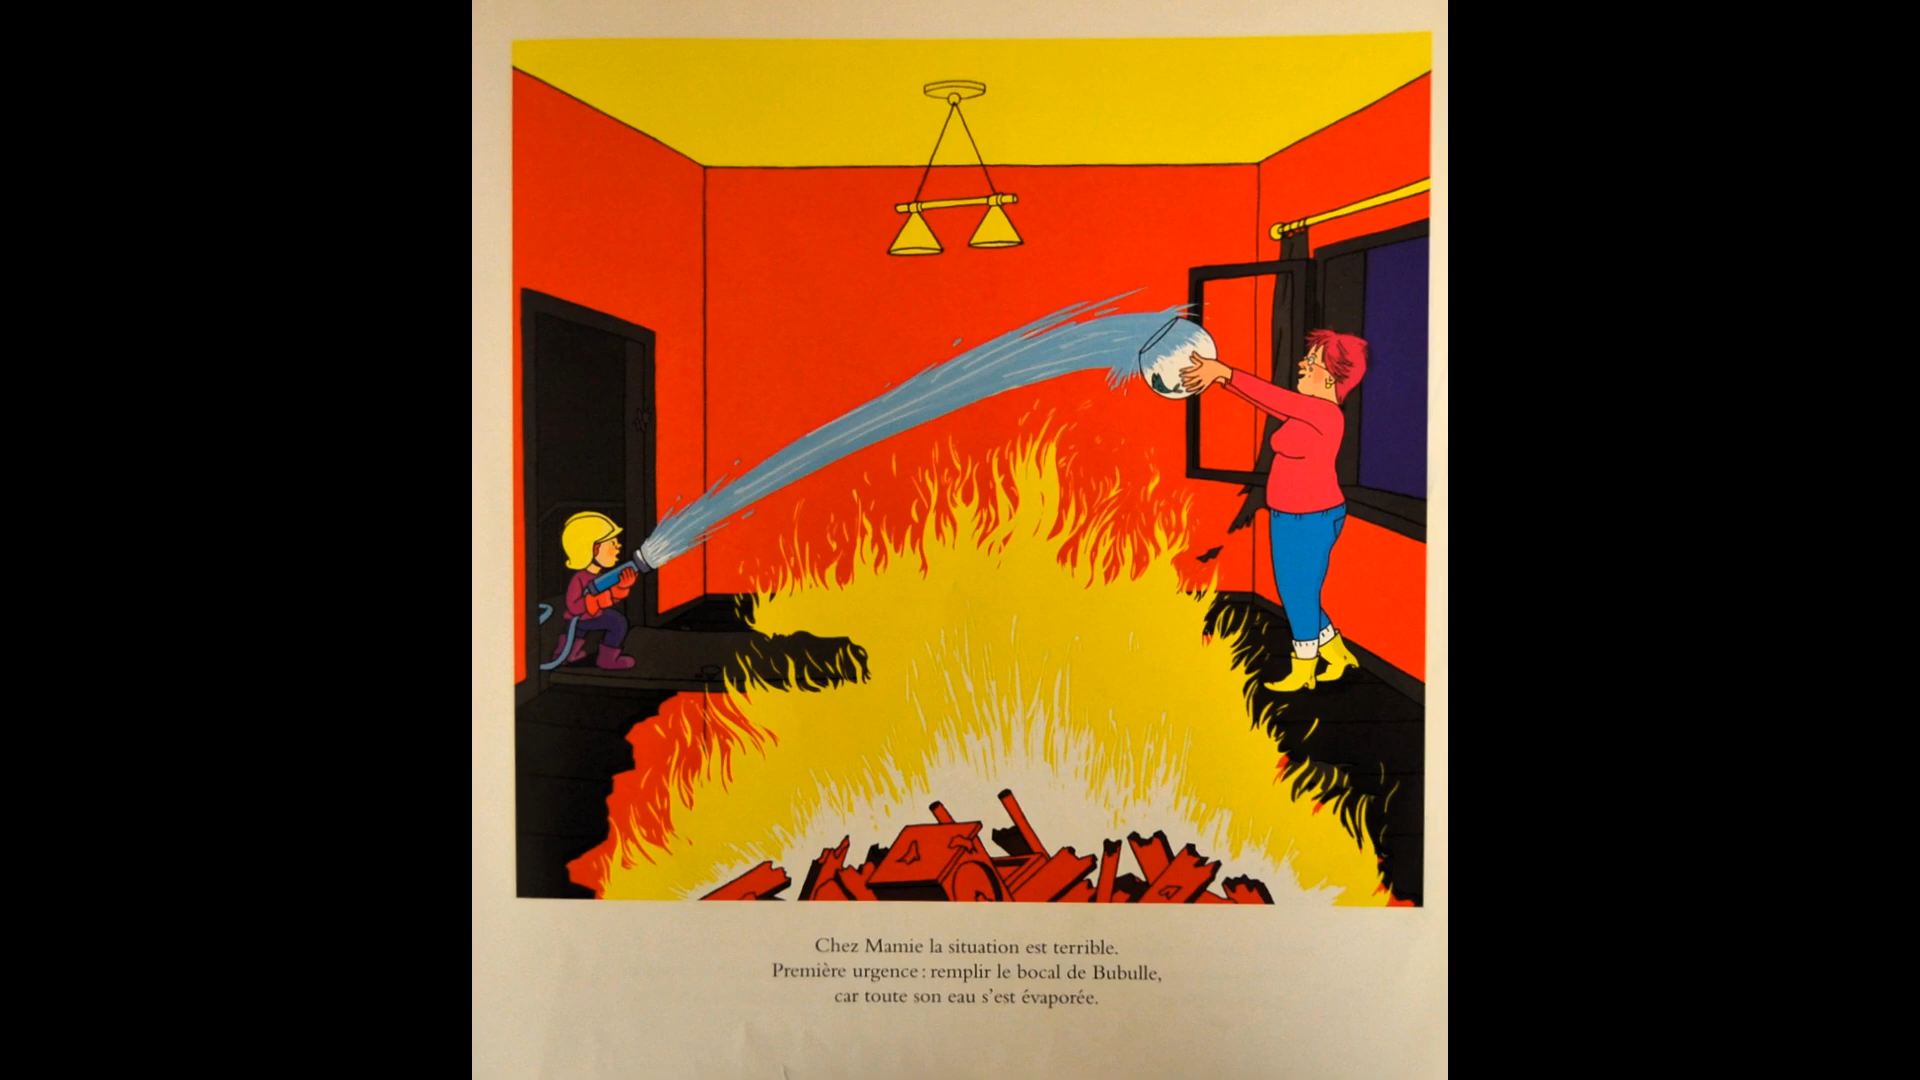 Chez Mamie la situation est terrible.
Première urgence : remplir le bocal de Bubulle,
car toute son eau s'est évaporée.